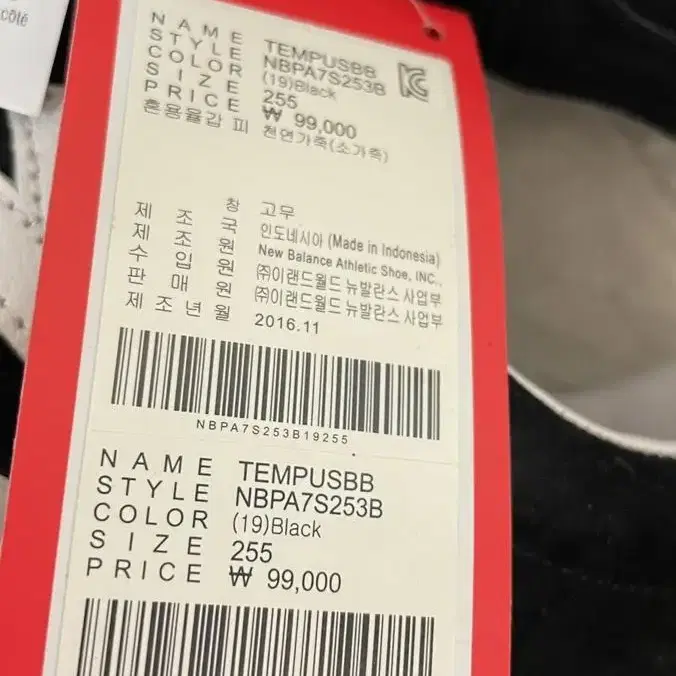 côté
NAME TEMPUSBB
STYLE NBPA7S253B
COLOR (19)Black
SIZE 255
PRICE ₩ 99,000
혼용율갑피 천연가죽(소가죽)
창 고무
제조국 인도네시아 (Made in Indonesia)
제조원 New Balance Athletic Shoe, INC.,
수입원 ㈜이랜드월드 뉴발란스 사업부
판매원 ㈜이랜드월드 뉴발란스 사업부
제조년월 2016.11
NBPA7S253B19255
NAME TEMPUSBB
STYLE NBPA7S253B
COLOR (19)Black
SIZE 255
PRICE ₩ 99,000